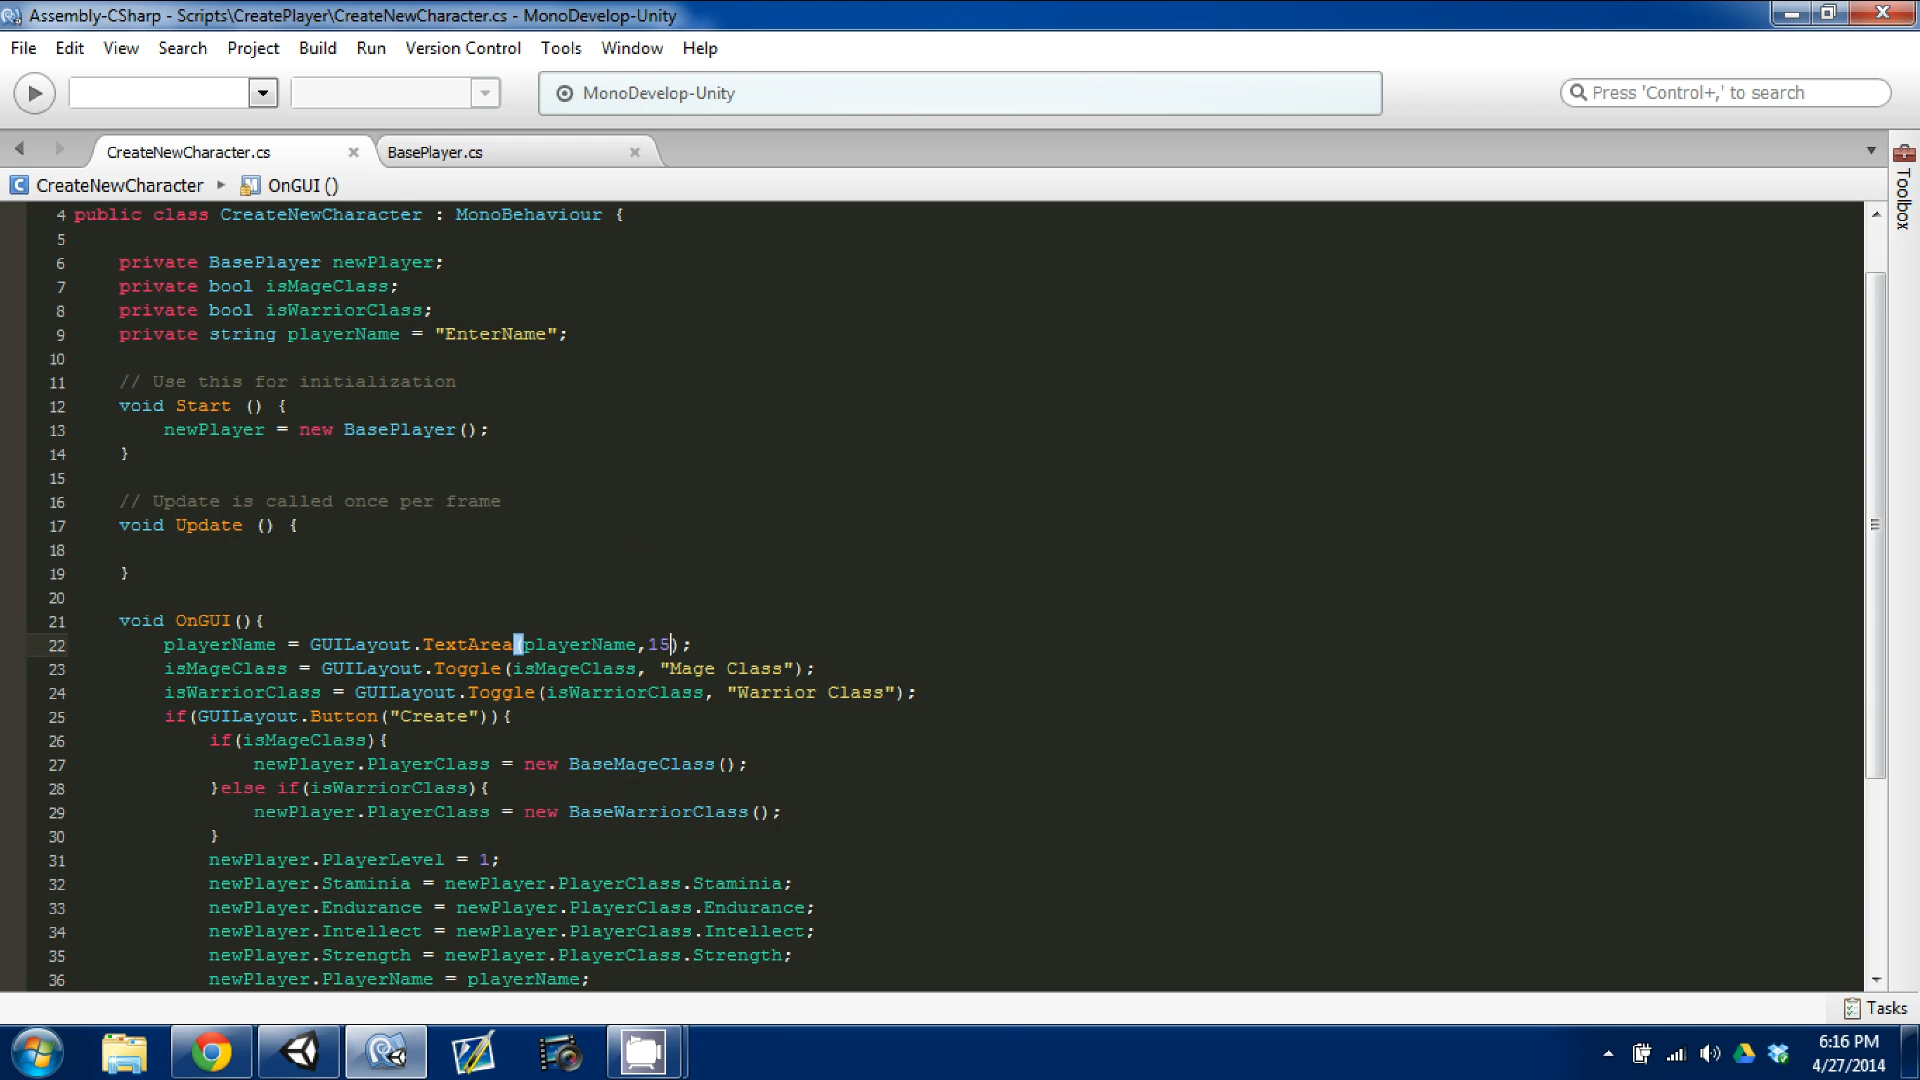 Assembly-CSharp - Scripts\CreatePlayer\CreateNewCharacter.cs - MonoDevelop-Unity
File Edit View Search Project Build Run Version Control Tools Window Help
MonoDevelop-Unity
Press 'Control+,' to search
CreateNewCharacter.cs
BasePlayer.cs
CreateNewCharacter OnGUI ()
Toolbox
4 public class CreateNewCharacter : MonoBehaviour {
5
6 private BasePlayer newPlayer;
7 private bool isMageClass;
8 private bool isWarriorClass;
9 private string playerName = "EnterName";
10
11 // Use this for initialization
12 void Start () {
13 newPlayer = new BasePlayer();
14 }
15
16 // Update is called once per frame
17 void Update () {
18
19 }
20
21 void OnGUI(){
22 playerName = GUILayout.TextArea(playerName,15);
23 isMageClass = GUILayout.Toggle(isMageClass, "Mage Class");
24 isWarriorClass = GUILayout.Toggle(isWarriorClass, "Warrior Class");
25 if(GUILayout.Button("Create")){
26 if(isMageClass){
27 newPlayer.PlayerClass = new BaseMageClass();
28 }else if(isWarriorClass){
29 newPlayer.PlayerClass = new BaseWarriorClass();
30 }
31 newPlayer.PlayerLevel = 1;
32 newPlayer.Staminia = newPlayer.PlayerClass.Staminia;
33 newPlayer.Endurance = newPlayer.PlayerClass.Endurance;
34 newPlayer.Intellect = newPlayer.PlayerClass.Intellect;
35 newPlayer.Strength = newPlayer.PlayerClass.Strength;
36 newPlayer.PlayerName = playerName;
Tasks
6:16 PM
4/27/2014